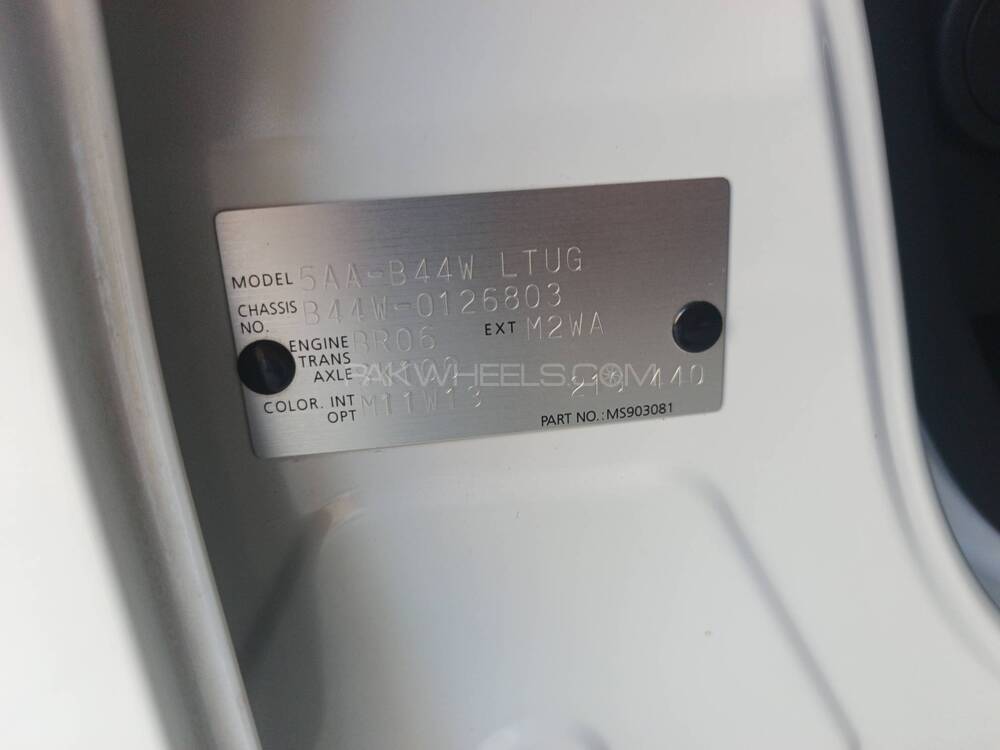 MODEL 5AA-B44W LTUG
CHASSIS NO. B44W-0126803
ENGINE BR06 EXT M2WA
TRANS AXLE
PAKWHEELS.COM
COLOR. INT OPT M11W13 440
PART NO.:MS903081